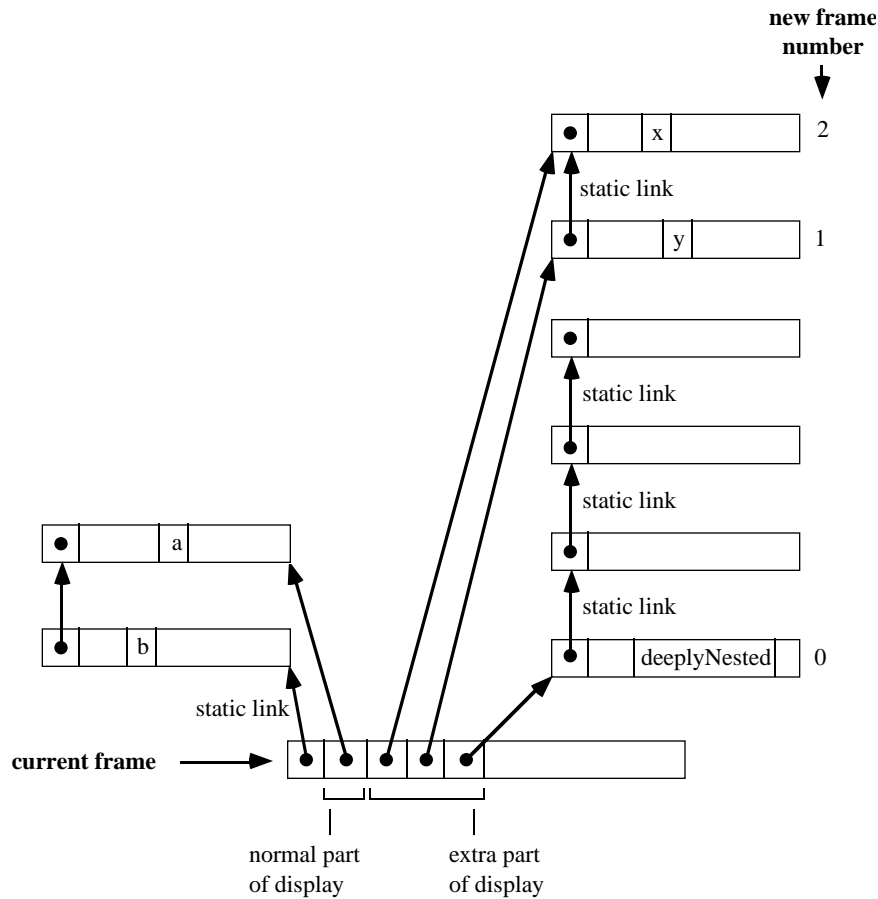 new frame
number
2
x
static link
y
1
static link
static link
a
static link
b
deeplyNested
0
static link
current frame
normal part
of display
extra part
of display